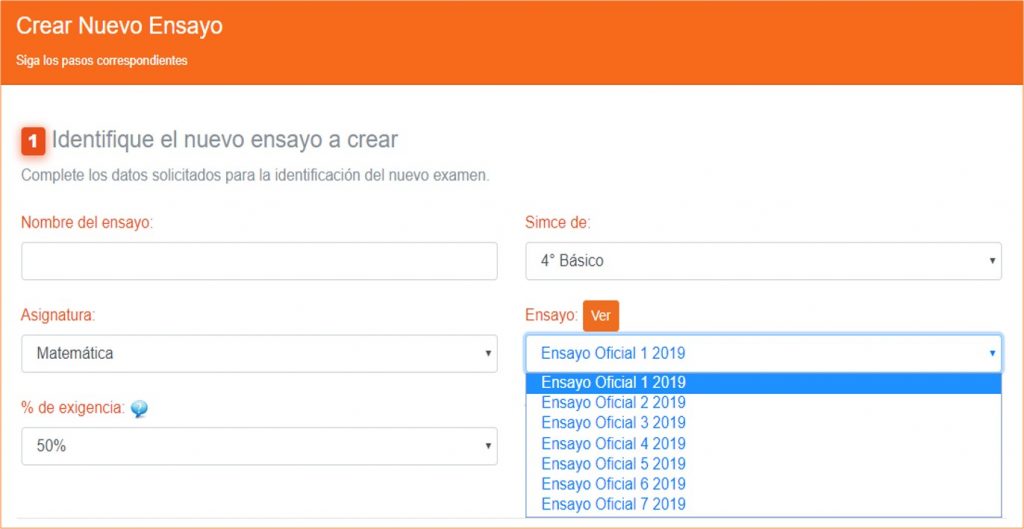 Crear Nuevo Ensayo
Siga los pasos correspondientes
1 Identifique el nuevo ensayo a crear
Complete los datos solicitados para la identificación del nuevo examen.
Nombre del ensayo:
Simce de:
4° Básico
Asignatura:
Matemática
Ensayo: Ver
Ensayo Oficial 1 2019
Ensayo Oficial 1 2019
Ensayo Oficial 2 2019
Ensayo Oficial 3 2019
Ensayo Oficial 4 2019
Ensayo Oficial 5 2019
Ensayo Oficial 6 2019
Ensayo Oficial 7 2019
% de exigencia: ?
50%